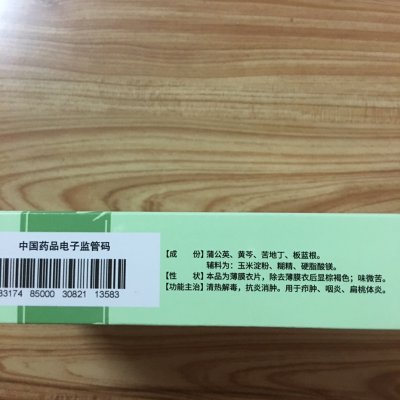 中国药品电子监管码
83174 85000 30821 13583
【成　　份】蒲公英、黄芩、苦地丁、板蓝根。
辅料为：玉米淀粉、糊精、硬脂酸镁。
【性　　状】本品为薄膜衣片，除去薄膜衣后显棕褐色；味微苦。
【功能主治】清热解毒，抗炎消肿。用于疖肿、咽炎、扁桃体炎。